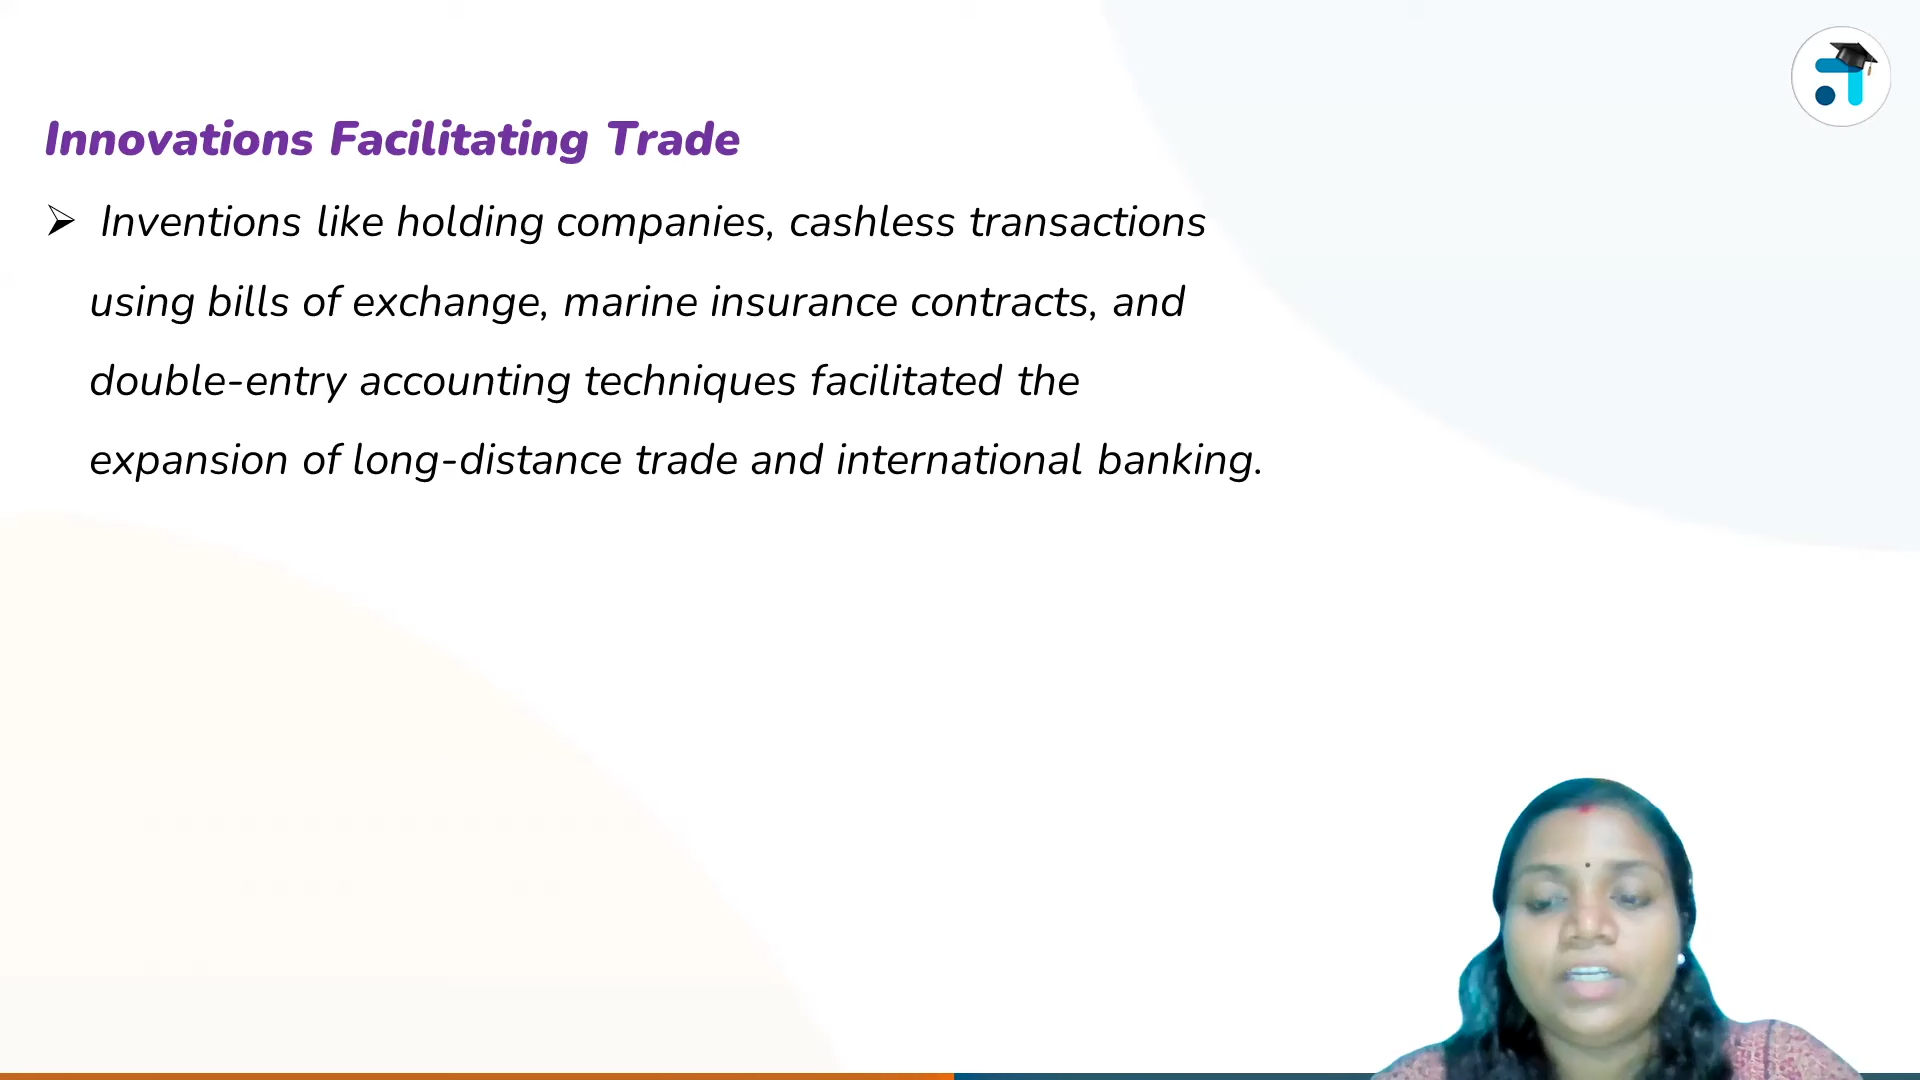 Innovations Facilitating Trade
➢ Inventions like holding companies, cashless transactions
using bills of exchange, marine insurance contracts, and
double-entry accounting techniques facilitated the
expansion of long-distance trade and international banking.